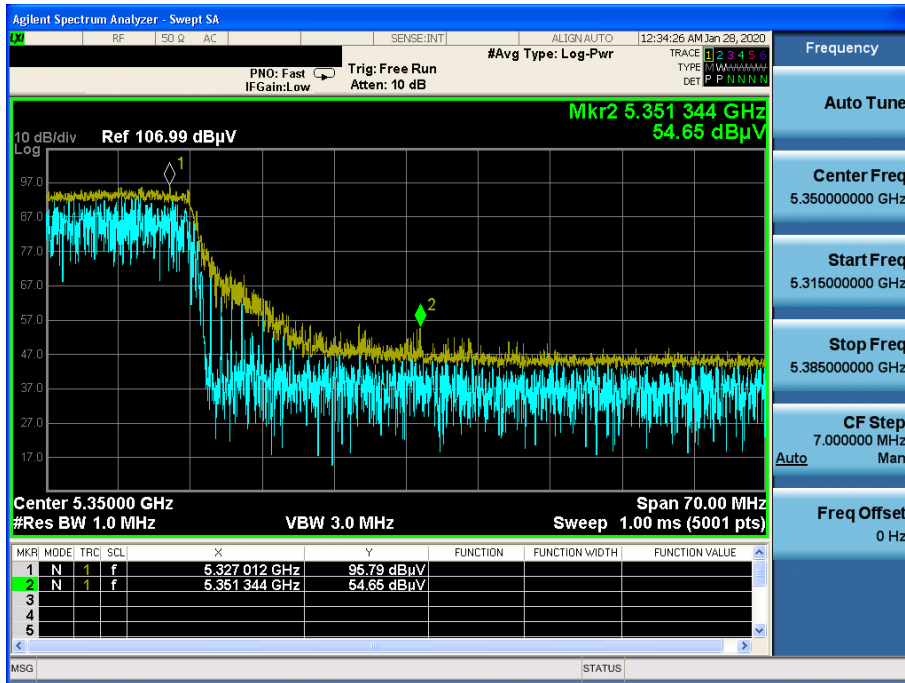 Agilent Spectrum Analyzer - Swept SA
LXI RF 50 Ω AC SENSE:INT ALIGN AUTO 12:34:26 AM Jan 28, 2020
PNO: Fast Trig: Free Run #Avg Type: Log-Pwr TRACE 1 2 3 4 5 6
IFGain:Low Atten: 10 dB TYPE M W W W W W
DET P P N N N N
Frequency
Mkr2 5.351 344 GHz
54.65 dBµV
10 dB/div Ref 106.99 dBµV
Log
97.0
87.0
77.0
67.0
57.0
47.0
37.0
27.0
17.0
1
2
Center 5.35000 GHz Span 70.00 MHz
#Res BW 1.0 MHz VBW 3.0 MHz Sweep 1.00 ms (5001 pts)
Auto Tune
Center Freq
5.350000000 GHz
Start Freq
5.315000000 GHz
Stop Freq
5.385000000 GHz
CF Step
7.000000 MHz
Auto Man
Freq Offset
0 Hz
MKR MODE TRC SCL X Y FUNCTION FUNCTION WIDTH FUNCTION VALUE
1 N 1 f 5.327 012 GHz 95.79 dBµV
2 N 1 f 5.351 344 GHz 54.65 dBµV
3
4
5
MSG STATUS